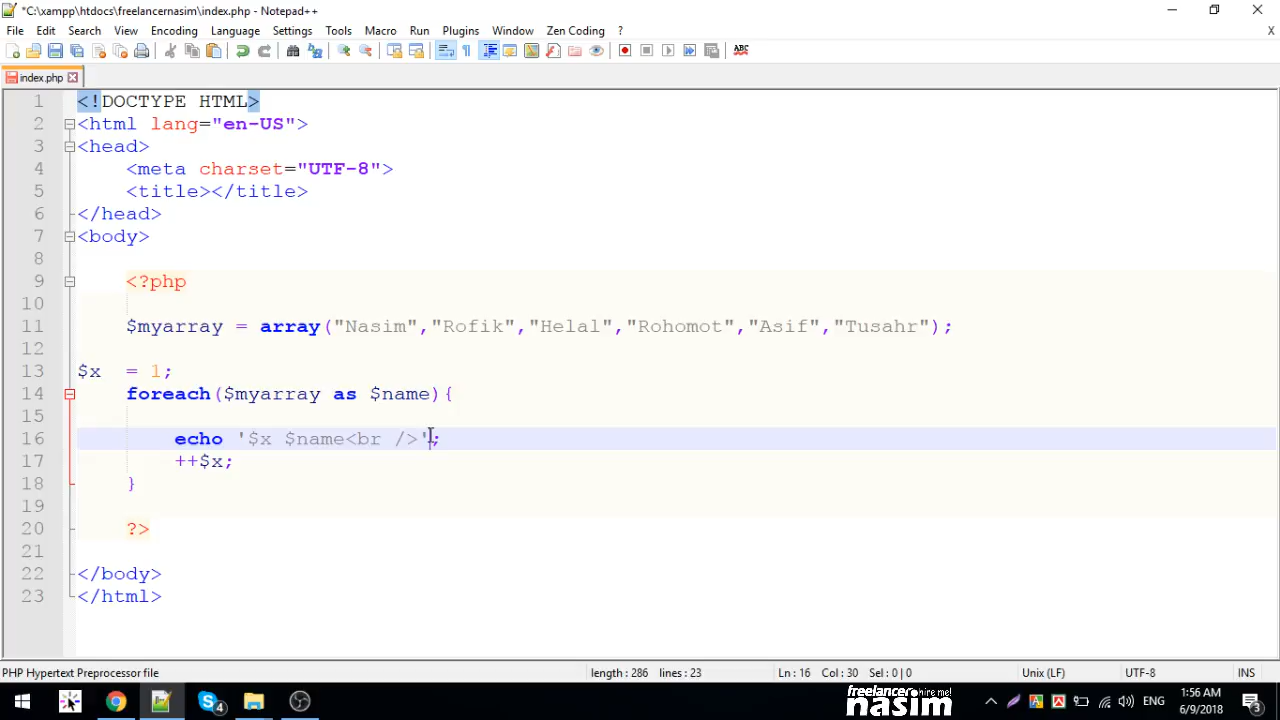 *C:\xampp\htdocs\freelancernasim\index.php - Notepad++
File Edit Search View Encoding Language Settings Tools Macro Run Plugins Window Zen Coding ? X
ABC
index.php
1 <!DOCTYPE HTML>
2 <html lang="en-US">
3 <head>
4 <meta charset="UTF-8">
5 <title></title>
6 </head>
7 <body>
8
9 <?php
10
11 $myarray = array("Nasim","Rofik","Helal","Rohomot","Asif","Tusahr");
12
13 $x = 1;
14 foreach($myarray as $name){
15
16 echo '$x $name<br />';
17 ++$x;
18 }
19
20 ?>
21
22 </body>
23 </html>
PHP Hypertext Preprocessor file length : 286 lines : 23 Ln : 16 Col : 30 Sel : 0 | 0 Unix (LF) UTF-8 INS
4 freelancer hire me! nasim ENG 1:56 AM 3
6/9/2018